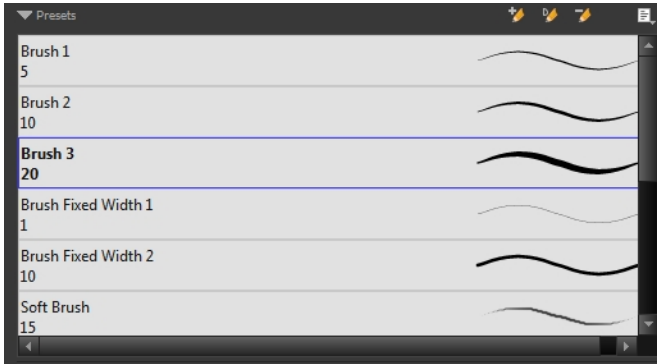 Presets
Brush 1
5
Brush 2
10
Brush 3
20
Brush Fixed Width 1
1
Brush Fixed Width 2
10
Soft Brush
15